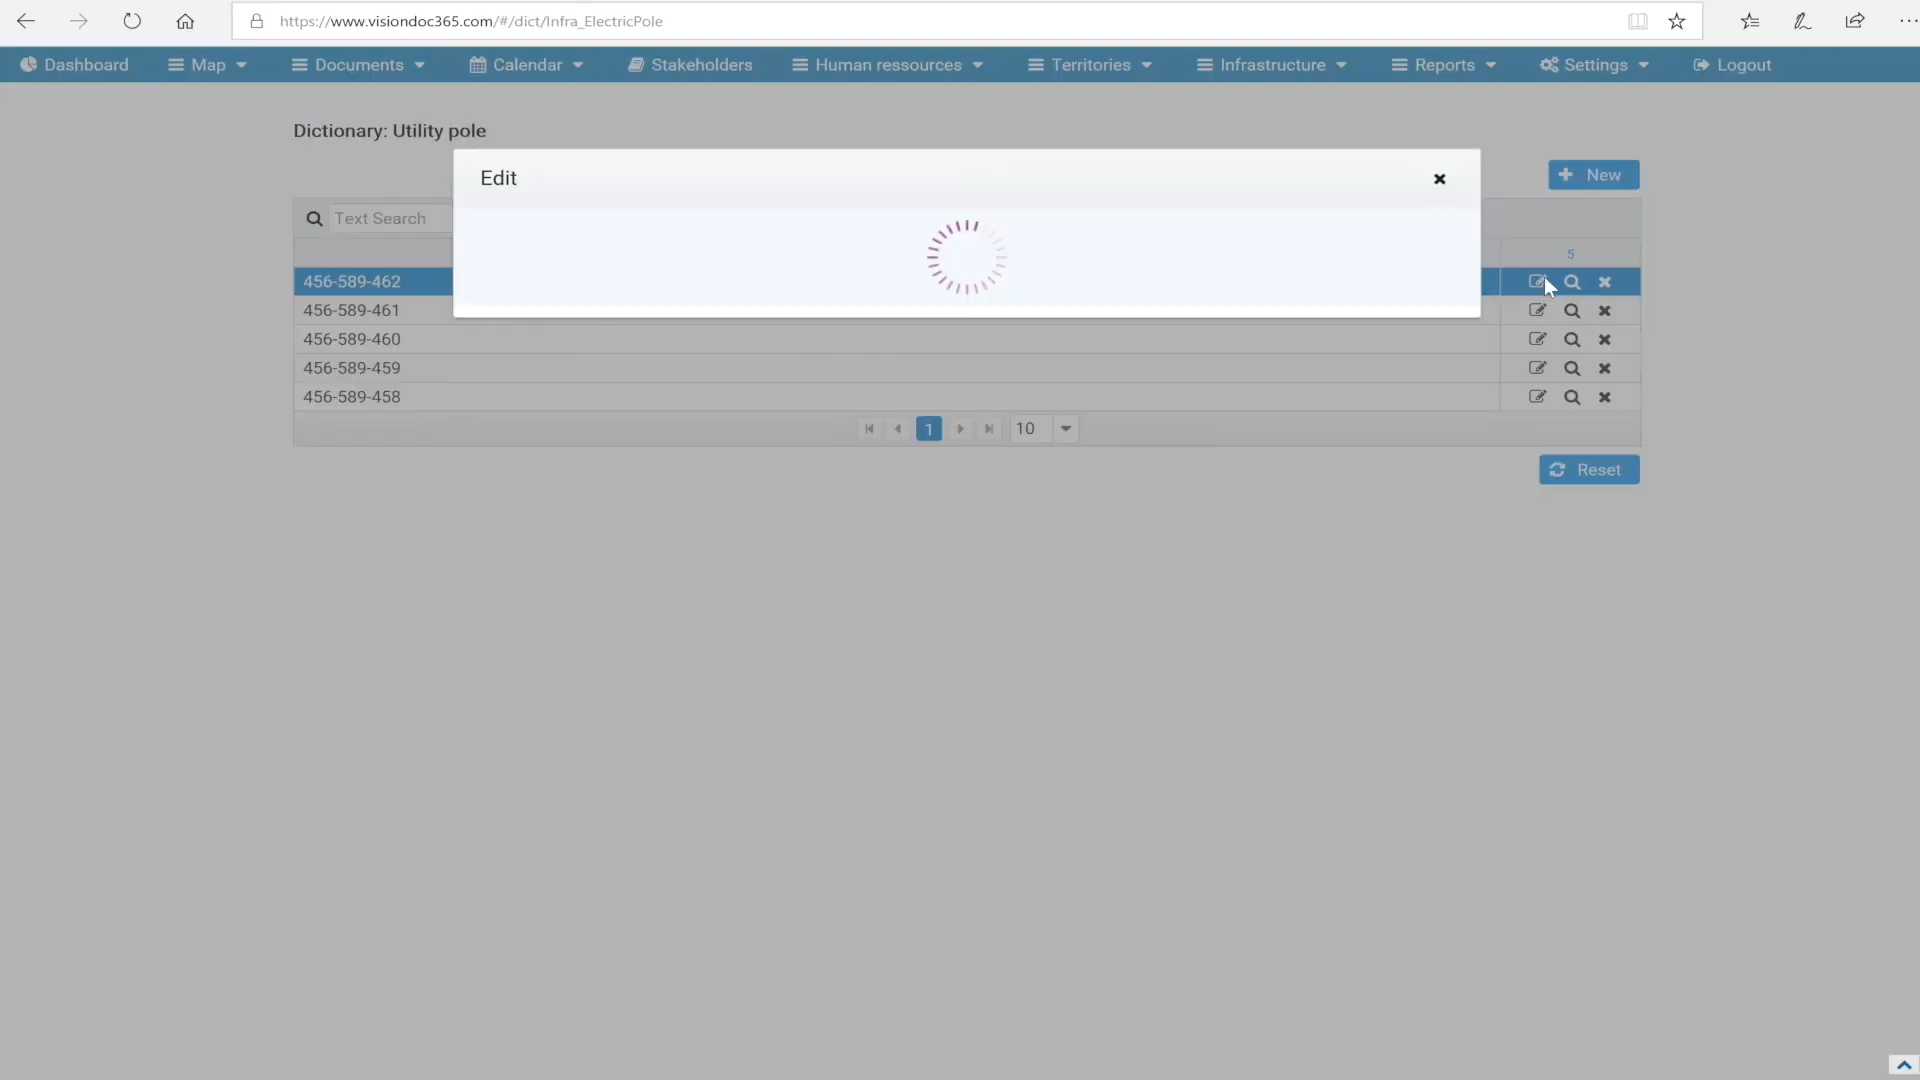 https://www.visiondoc365.com/#/dict/Infra_ElectricPole
Dashboard Map Documents Calendar Stakeholders Human ressources Territories Infrastructure Reports Settings Logout
Dictionary: Utility pole
Edit
New
Text Search
5
456-589-462
456-589-461
456-589-460
456-589-459
456-589-458
1 10
Reset